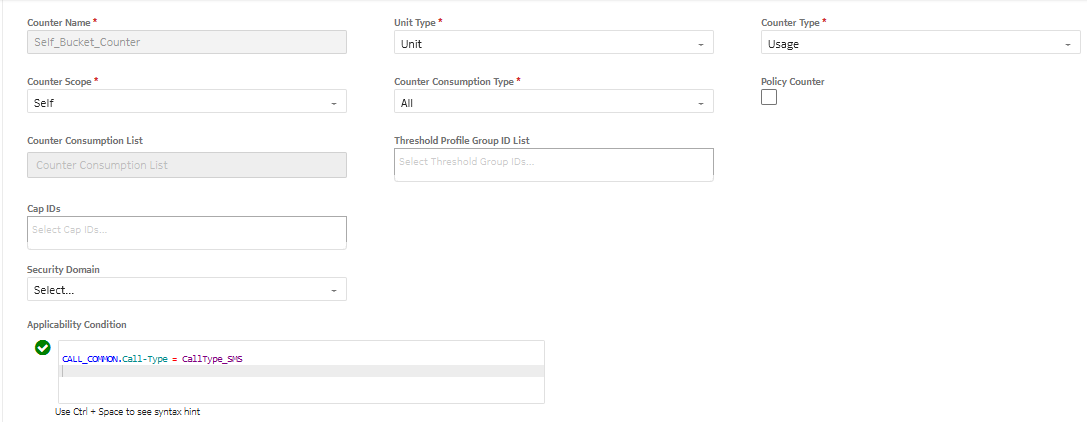 Counter Name *
Unit Type *
Counter Type *
Self_Bucket_Counter
Unit
Usage
Counter Scope *
Counter Consumption Type *
Policy Counter
Self
All
Counter Consumption List
Threshold Profile Group ID List
Counter Consumption List
Select Threshold Group IDs...
Cap IDs
Select Cap IDs...
Security Domain
Select...
Applicability Condition
CALL_COMMON.Call-Type = CallType_SMS
Use Ctrl + Space to see syntax hint